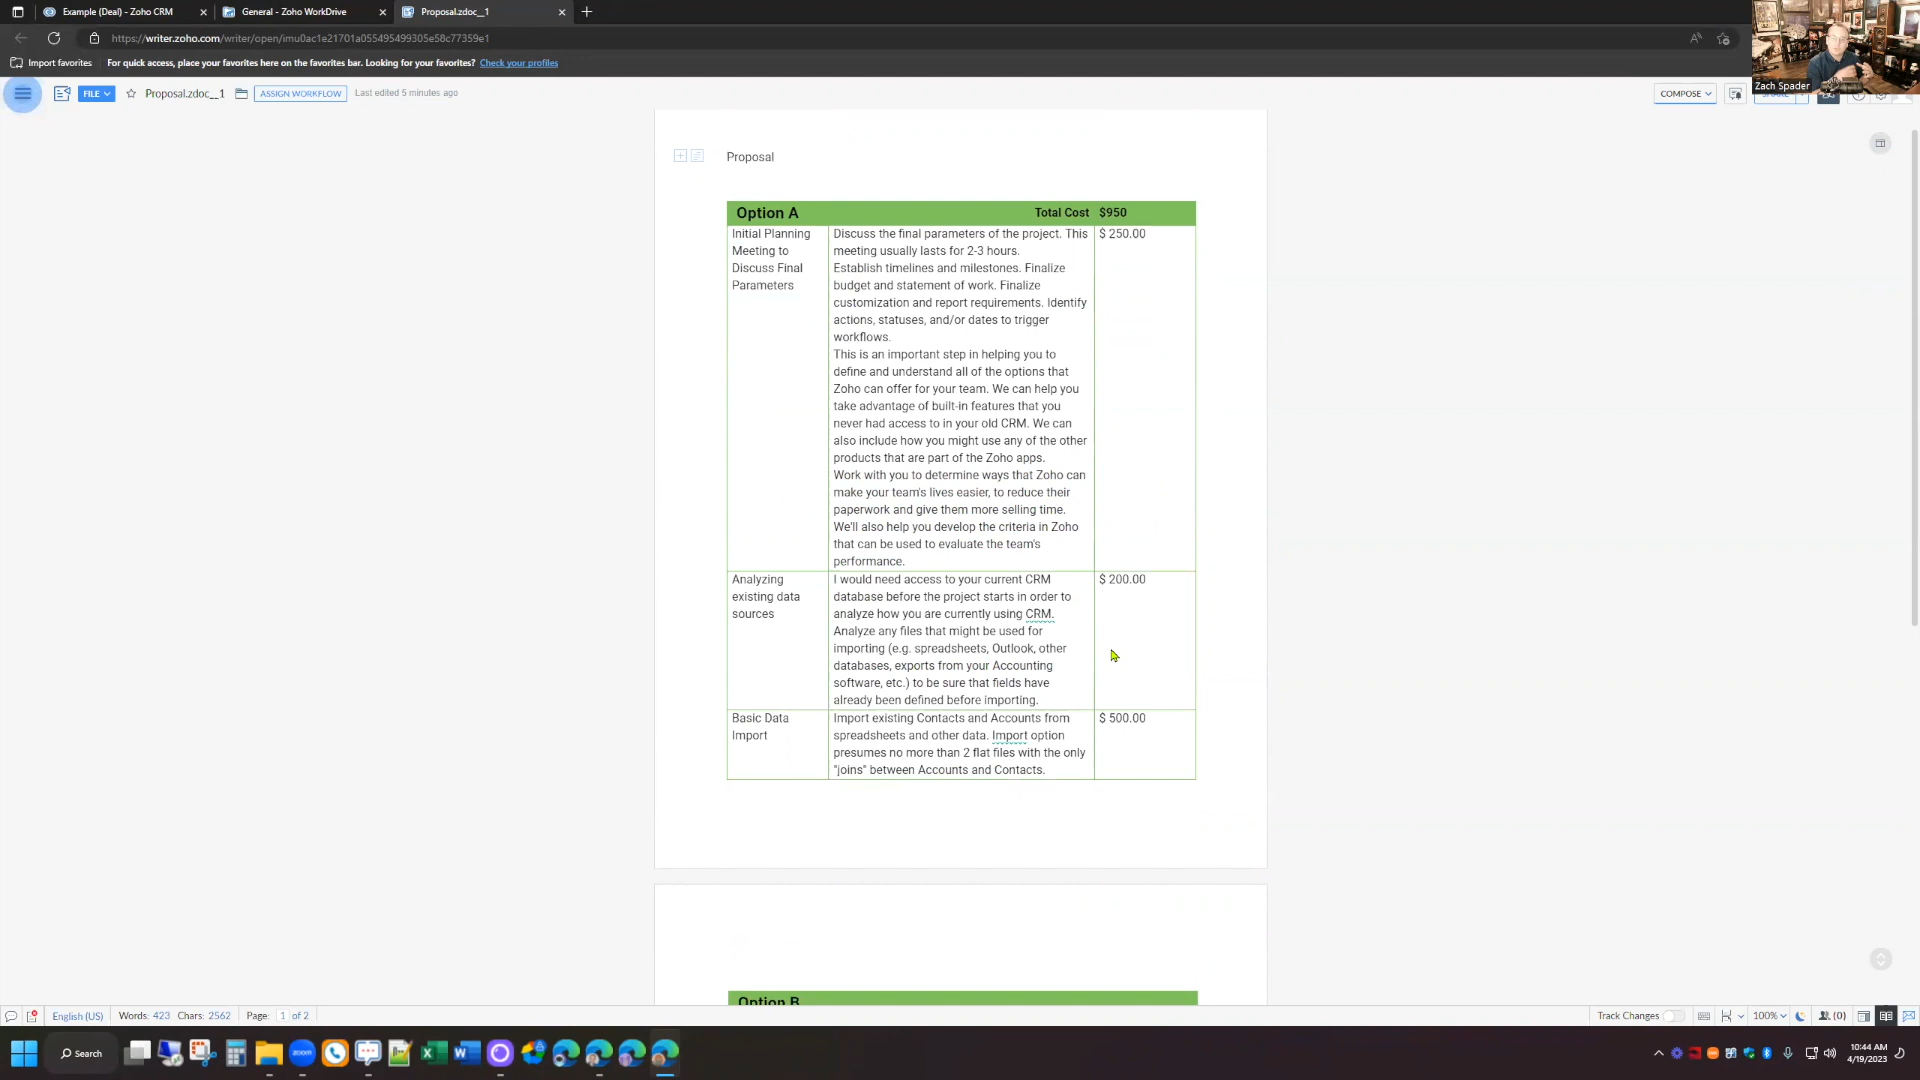 Example (Deal) - Zoho CRM
General - Zoho WorkDrive
Proposal.zdoc__1
https://writer.zoho.com/writer/open/imu0ac1e21701a055495499305e58c77359e1
Import favorites
For quick access, place your favorites here on the favorites bar. Looking for your favorites? Check your profiles
Zach Spader
FILE
Proposal.zdoc__1
ASSIGN WORKFLOW
Last edited 5 minutes ago
COMPOSE
Proposal
Option A Total Cost $950
Initial Planning
Meeting to
Discuss Final
Parameters
Discuss the final parameters of the project. This
meeting usually lasts for 2-3 hours.
Establish timelines and milestones. Finalize
budget and statement of work. Finalize
customization and report requirements. Identify
actions, statuses, and/or dates to trigger
workflows.
This is an important step in helping you to
define and understand all of the options that
Zoho can offer for your team. We can help you
take advantage of built-in features that you
never had access to in your old CRM. We can
also include how you might use any of the other
products that are part of the Zoho apps.
Work with you to determine ways that Zoho can
make your team's lives easier, to reduce their
paperwork and give them more selling time.
We'll also help you develop the criteria in Zoho
that can be used to evaluate the team's
performance.
$ 250.00
Analyzing
existing data
sources
I would need access to your current CRM
database before the project starts in order to
analyze how you are currently using CRM.
Analyze any files that might be used for
importing (e.g. spreadsheets, Outlook, other
databases, exports from your Accounting
software, etc.) to be sure that fields have
already been defined before importing.
$ 200.00
Basic Data
Import
Import existing Contacts and Accounts from
spreadsheets and other data. Import option
presumes no more than 2 flat files with the only
"joins" between Accounts and Contacts.
$ 500.00
Option B
English (US)
Words: 423 Chars: 2562
Page: 1 of 2
Track Changes
100%
(0)
Search
zoom
10:44 AM
4/19/2023